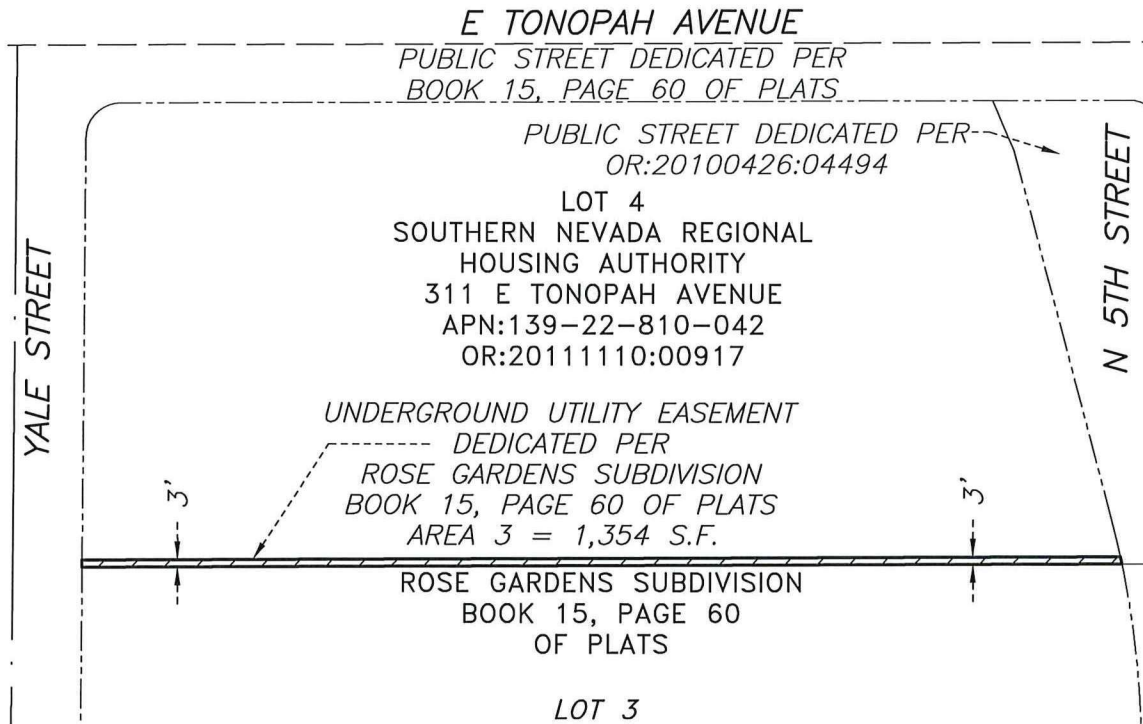 E TONOPAH AVENUE
PUBLIC STREET DEDICATED PER
BOOK 15, PAGE 60 OF PLATS
PUBLIC STREET DEDICATED PER
OR:20100426:04494
LOT 4
SOUTHERN NEVADA REGIONAL
HOUSING AUTHORITY
311 E TONOPAH AVENUE
APN:139-22-810-042
OR:20111110:00917
YALE STREET
N 5TH STREET
UNDERGROUND UTILITY EASEMENT
DEDICATED PER
ROSE GARDENS SUBDIVISION
BOOK 15, PAGE 60 OF PLATS
AREA 3 = 1,354 S.F.
3'
3'
ROSE GARDENS SUBDIVISION
BOOK 15, PAGE 60
OF PLATS
LOT 3